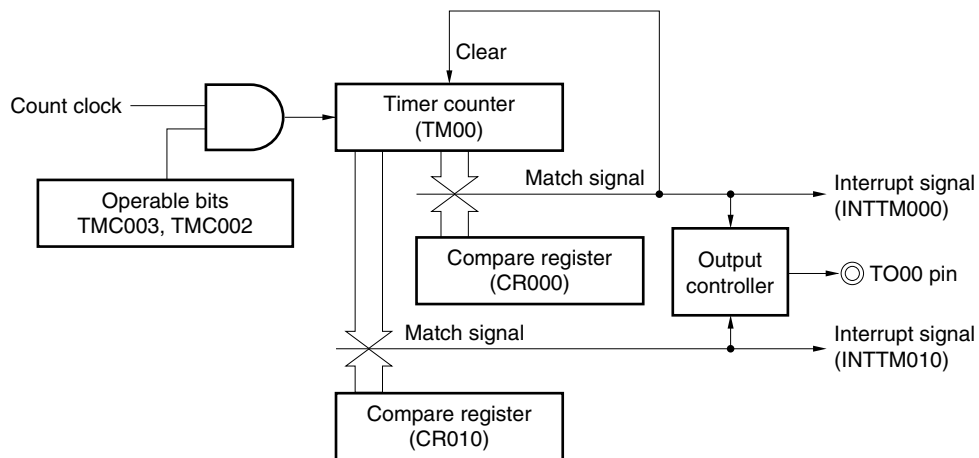 Clear
Count clock
Timer counter
(TM00)
Operable bits
TMC003, TMC002
Match signal
Interrupt signal
(INTTM000)
Compare register
(CR000)
Output
controller
TO00 pin
Match signal
Interrupt signal
(INTTM010)
Compare register
(CR010)